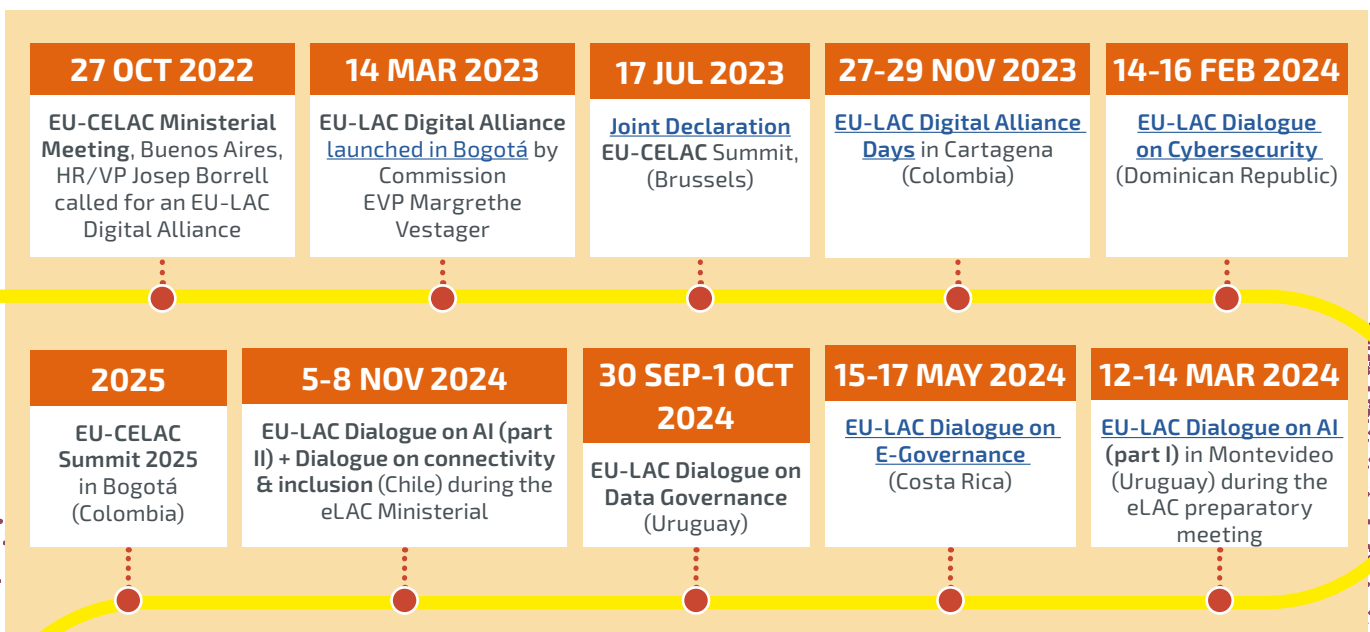 27 OCT 2022
EU-CELAC Ministerial
Meeting, Buenos Aires,
HR/VP Josep Borrell
called for an EU-LAC
Digital Alliance
14 MAR 2023
EU-LAC Digital Alliance
launched in Bogotá by
Commission
EVP Margrethe
Vestager
17 JUL 2023
Joint Declaration
EU-CELAC Summit,
(Brussels)
27-29 NOV 2023
EU-LAC Digital Alliance
Days in Cartagena
(Colombia)
14-16 FEB 2024
EU-LAC Dialogue
on Cybersecurity
(Dominican Republic)
2025
EU-CELAC
Summit 2025
in Bogotá
(Colombia)
5-8 NOV 2024
EU-LAC Dialogue on AI (part
II) + Dialogue on connectivity
& inclusion (Chile) during the
eLAC Ministerial
30 SEP-1 OCT
2024
EU-LAC Dialogue on
Data Governance
(Uruguay)
15-17 MAY 2024
EU-LAC Dialogue on
E-Governance
(Costa Rica)
12-14 MAR 2024
EU-LAC Dialogue on AI
(part I) in Montevideo
(Uruguay) during the
eLAC preparatory
meeting